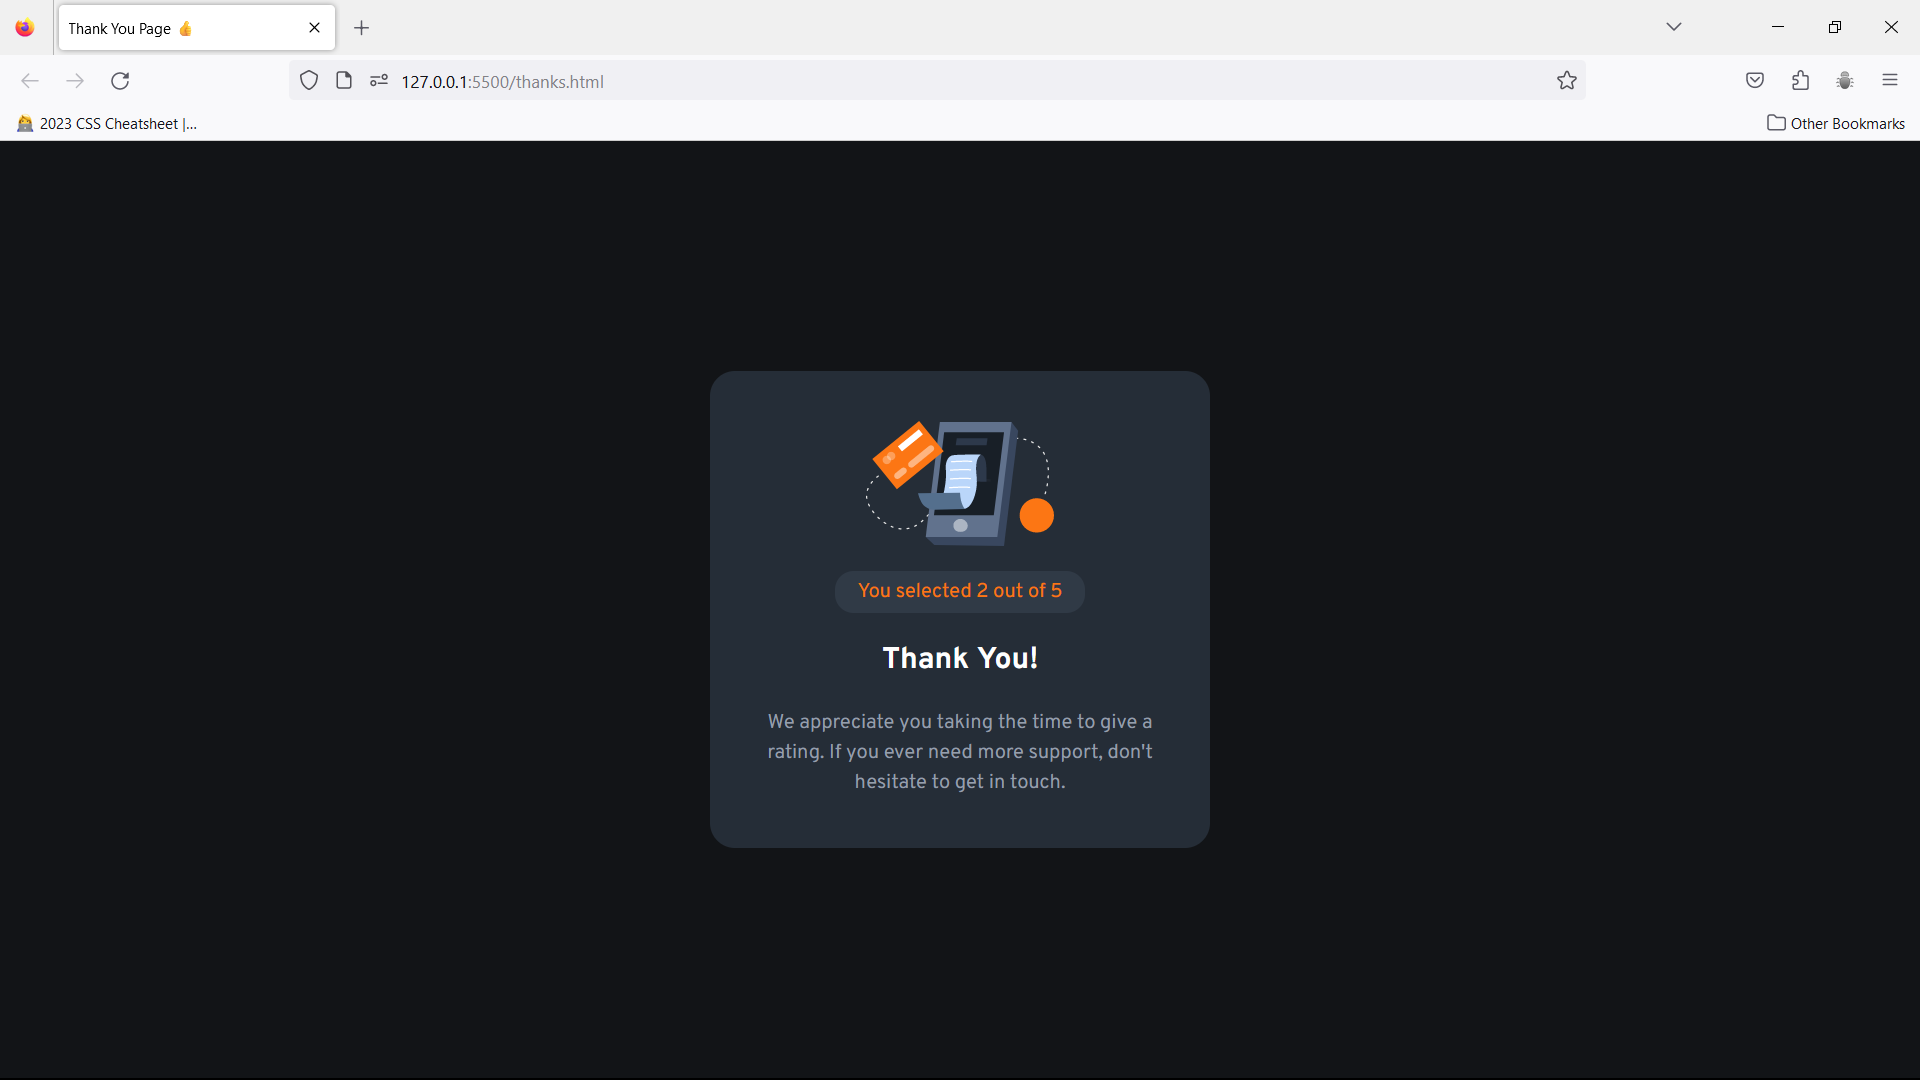 Thank You Page 👍
127.0.0.1:5500/thanks.html
2023 CSS Cheatsheet |...
Other Bookmarks
You selected 2 out of 5
Thank You!
We appreciate you taking the time to give a
rating. If you ever need more support, don't
hesitate to get in touch.